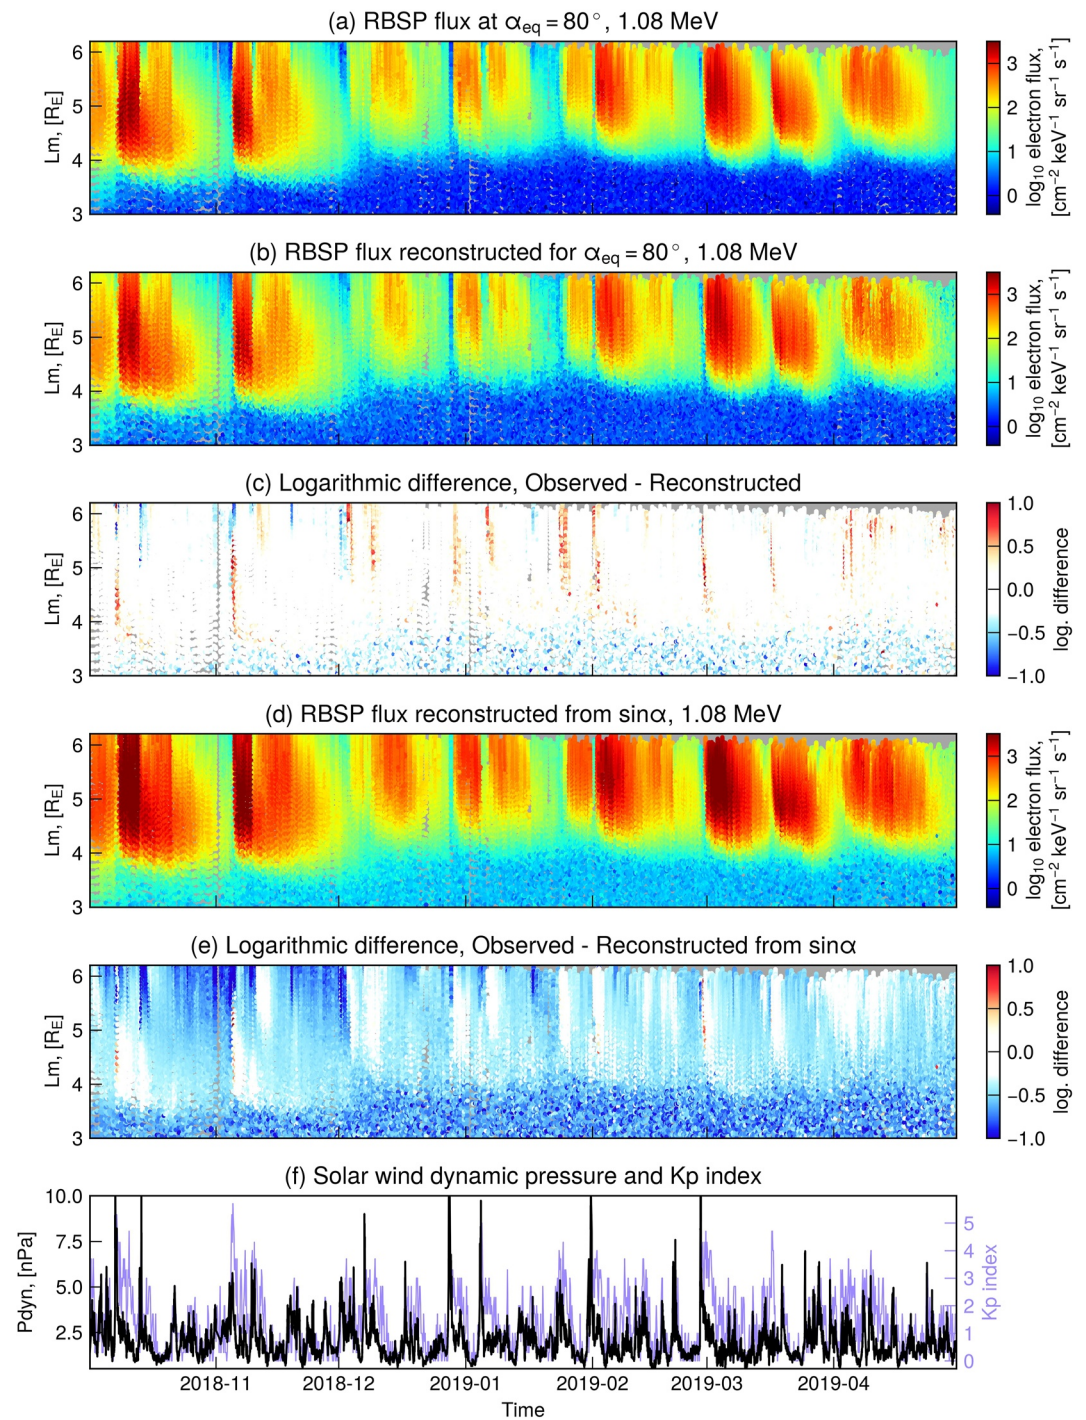 (a) RBSP flux at αeq = 80°, 1.08 MeV
6
5
4
3
Lm, [RE]
3
2
1
0
log10 electron flux,
[cm−2 keV−1 sr−1 s−1]
(b) RBSP flux reconstructed for αeq = 80°, 1.08 MeV
6
5
4
3
Lm, [RE]
3
2
1
0
log10 electron flux,
[cm−2 keV−1 sr−1 s−1]
(c) Logarithmic difference, Observed - Reconstructed
6
5
4
3
Lm, [RE]
1.0
0.5
0.0
−0.5
−1.0
log. difference
(d) RBSP flux reconstructed from sinα, 1.08 MeV
6
5
4
3
Lm, [RE]
3
2
1
0
log10 electron flux,
[cm−2 keV−1 sr−1 s−1]
(e) Logarithmic difference, Observed - Reconstructed from sinα
6
5
4
3
Lm, [RE]
1.0
0.5
0.0
−0.5
−1.0
log. difference
(f) Solar wind dynamic pressure and Kp index
10.0
7.5
5.0
2.5
Pdyn, [nPa]
5
4
3
2
1
0
Kp index
2018-11 2018-12 2019-01 2019-02 2019-03 2019-04
Time